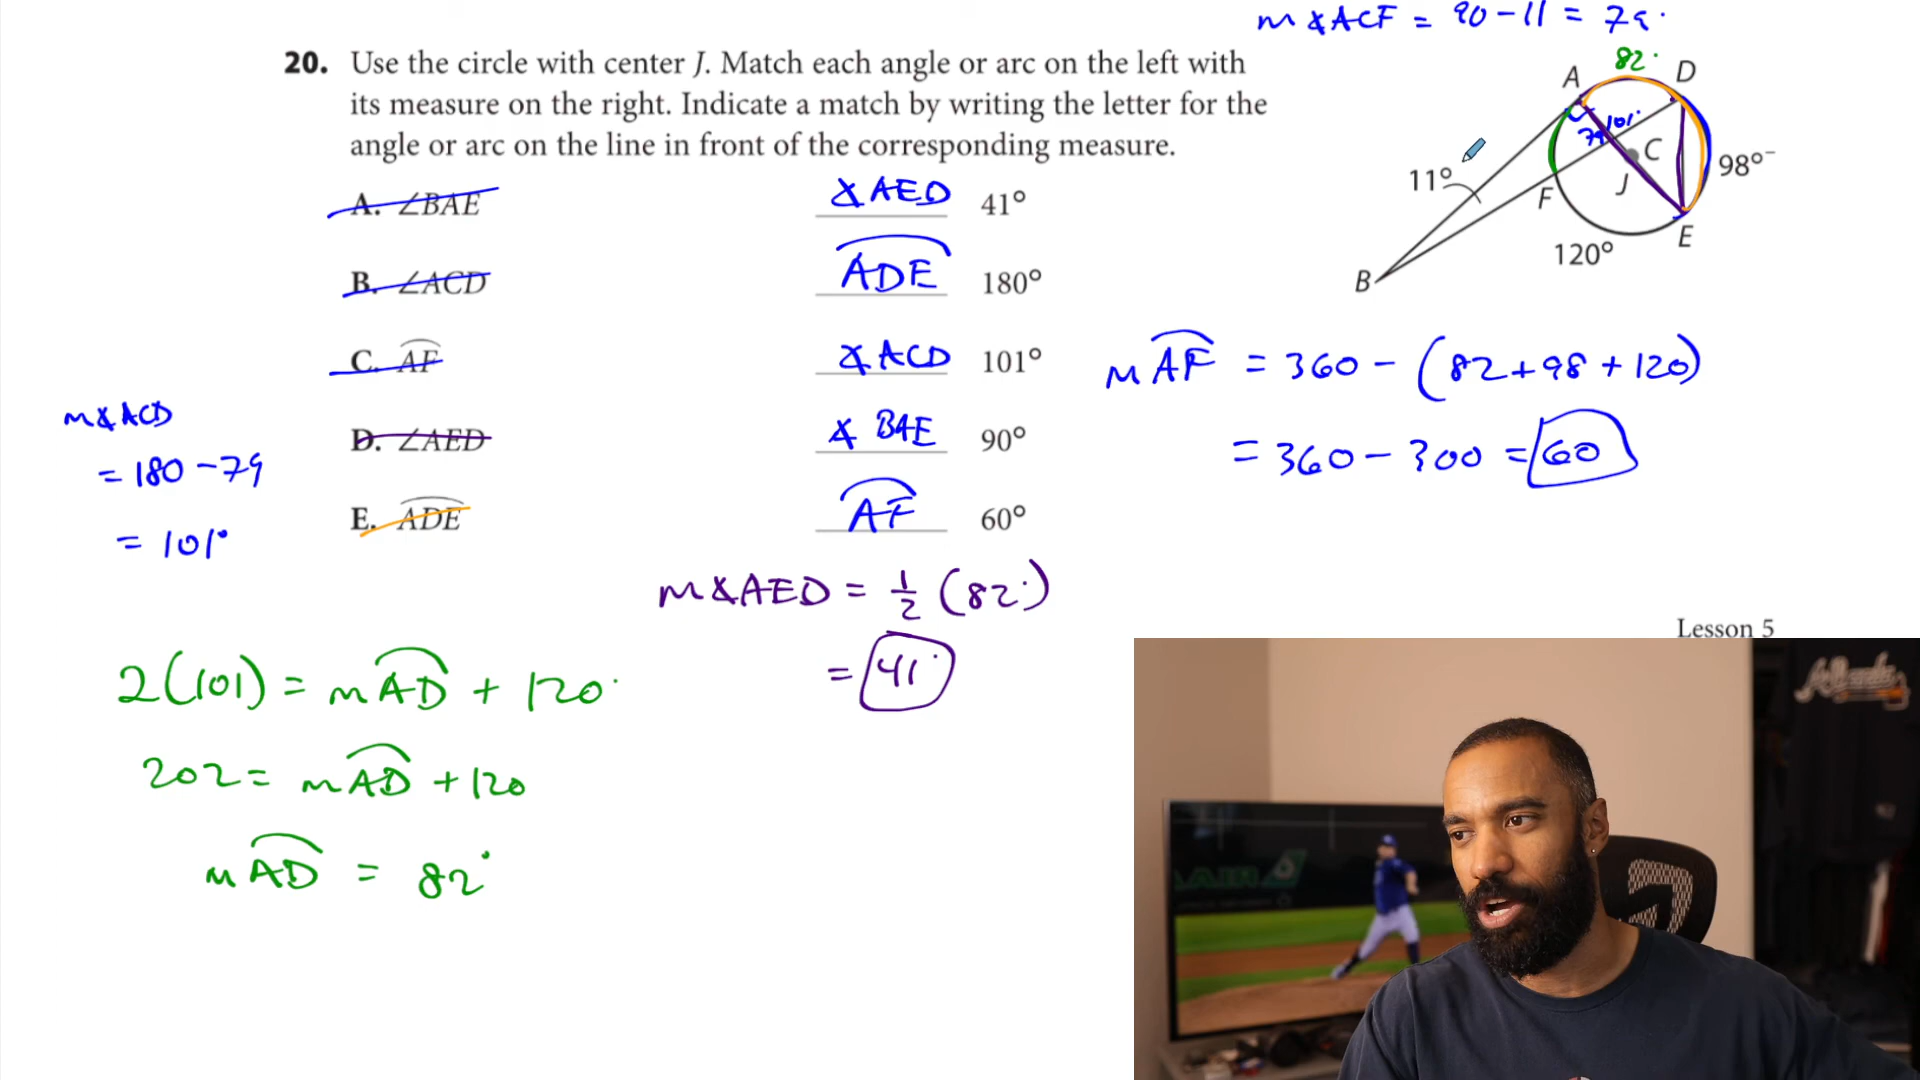 m∡ACF = 90 - 11 = 79°
20. Use the circle with center J. Match each angle or arc on the left with
its measure on the right. Indicate a match by writing the letter for the
angle or arc on the line in front of the corresponding measure.
A. ∠BAE
∡AED 41°
B. ∠ACD
ADE 180°
C. AF
∡ACD 101°
D. ∠AED
∡BAE 90°
E. ADE
AF 60°
82°
A
D
101°
79
C
98°
11°
J
F
E
120°
B
mAF = 360 - (82+98+120)
= 360 - 300 = 60
m∡ACD
= 180 - 79
= 101°
m∡AED = 1/2 (82°)
= 41°
2(101) = mAD + 120°
202 = mAD + 120
mAD = 82°
Lesson 5